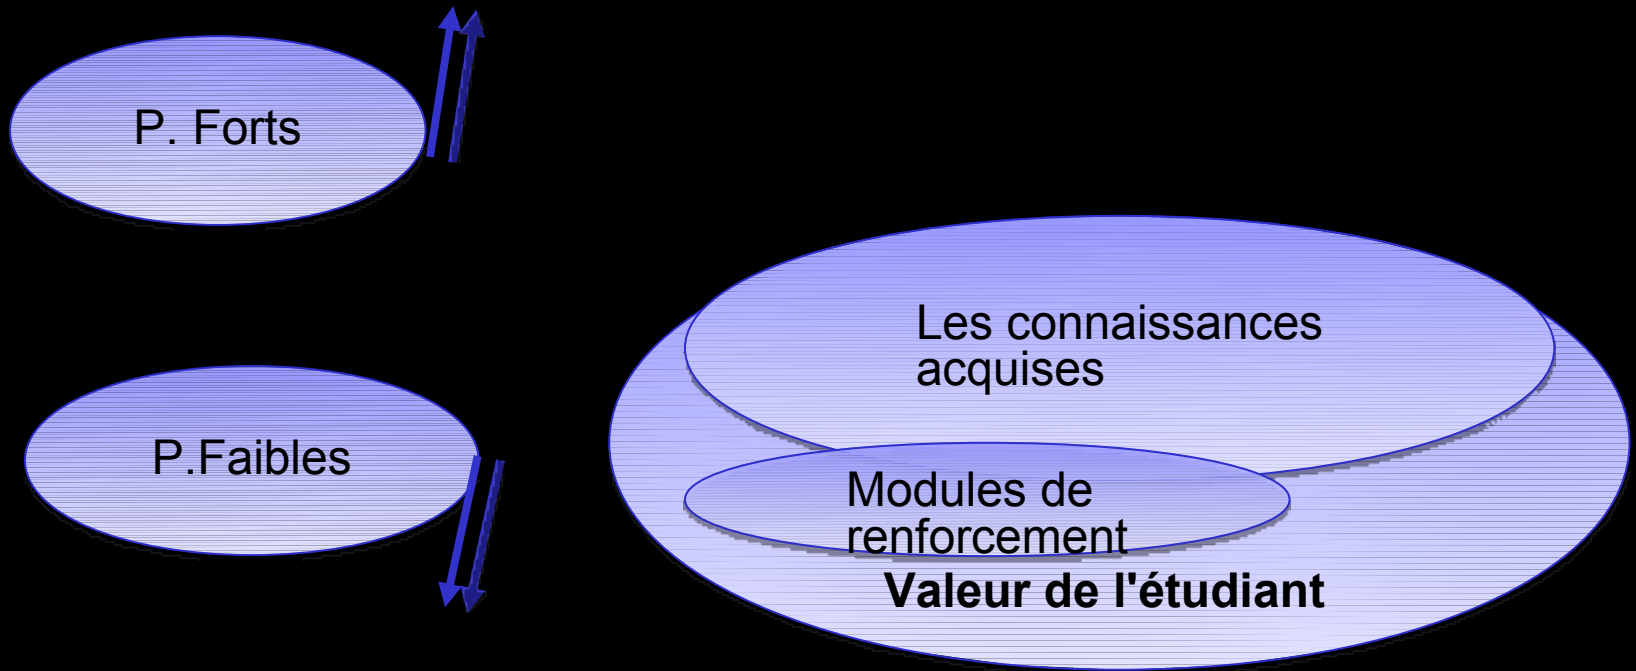 P. Forts
P.Faibles
Les connaissances
acquises
Modules de
renforcement
Valeur de l'étudiant